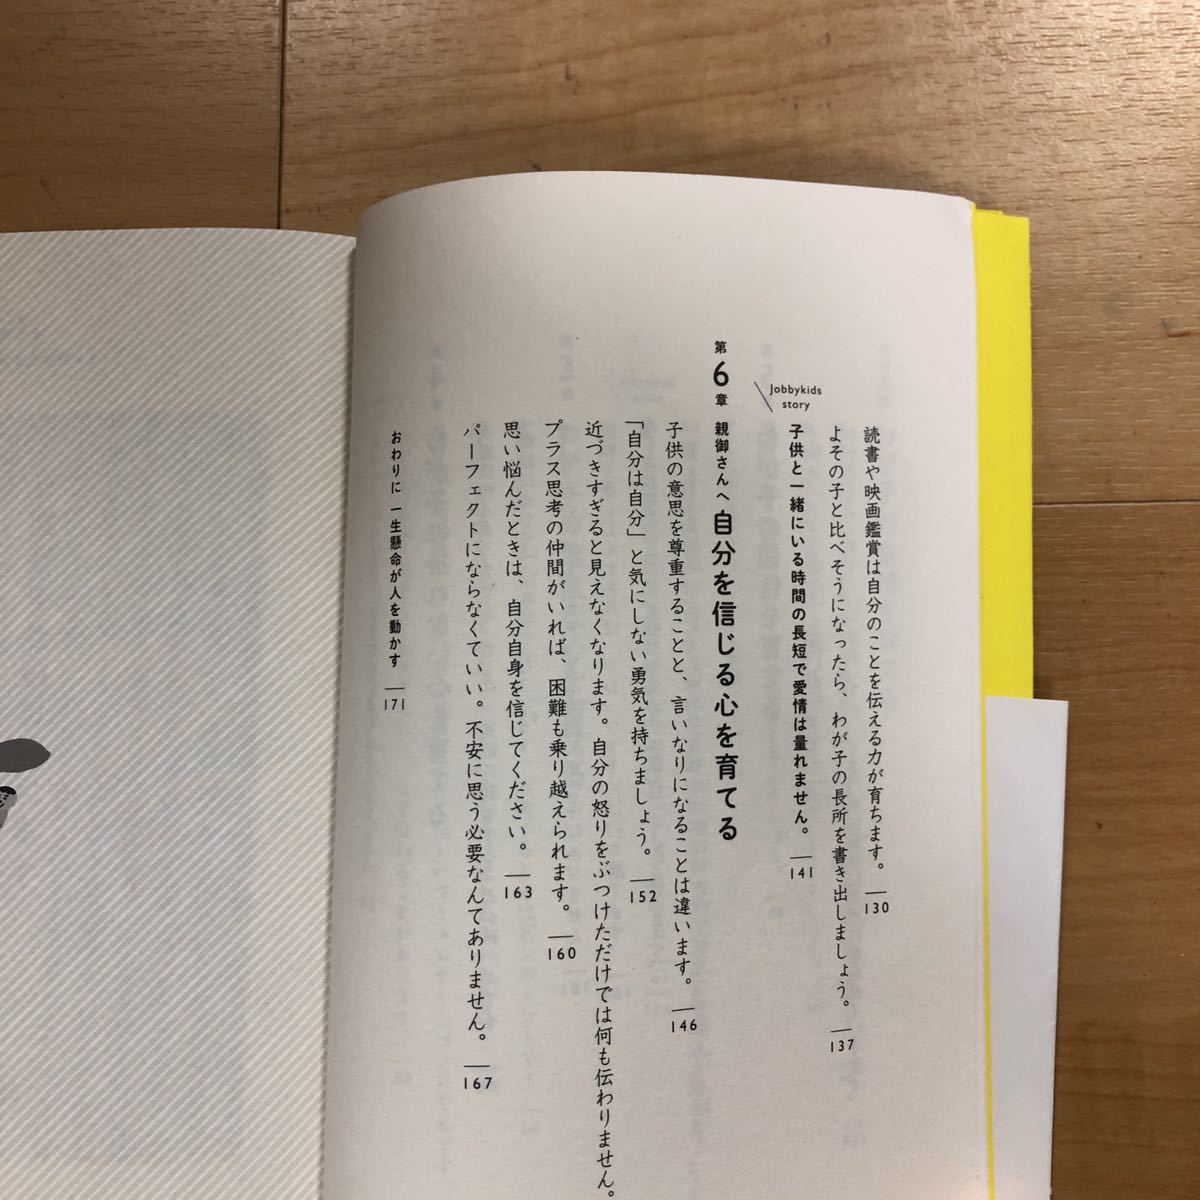 読書や映画鑑賞は自分のことを伝える力が育ちます。 130
よその子と比べそうになったら、わが子の長所を書き出しましょう。 137
Jobbykids
story
子供と一緒にいる時間の長短で愛情は量れません。 141
第6章 親御さんへ 自分を信じる心を育てる
子供の意思を尊重することと、言いなりになることは違います。 146
「自分は自分」と気にしない勇気を持ちましょう。 152
近づきすぎると見えなくなります。自分の怒りをぶつけただけでは何も伝わりません。
プラス思考の仲間がいれば、困難も乗り越えられます。 160
思い悩んだときは、自分自身を信じてください。 163
パーフェクトにならなくていい。不安に思う必要なんてありません。 167
おわりに 一生懸命が人を動かす 171